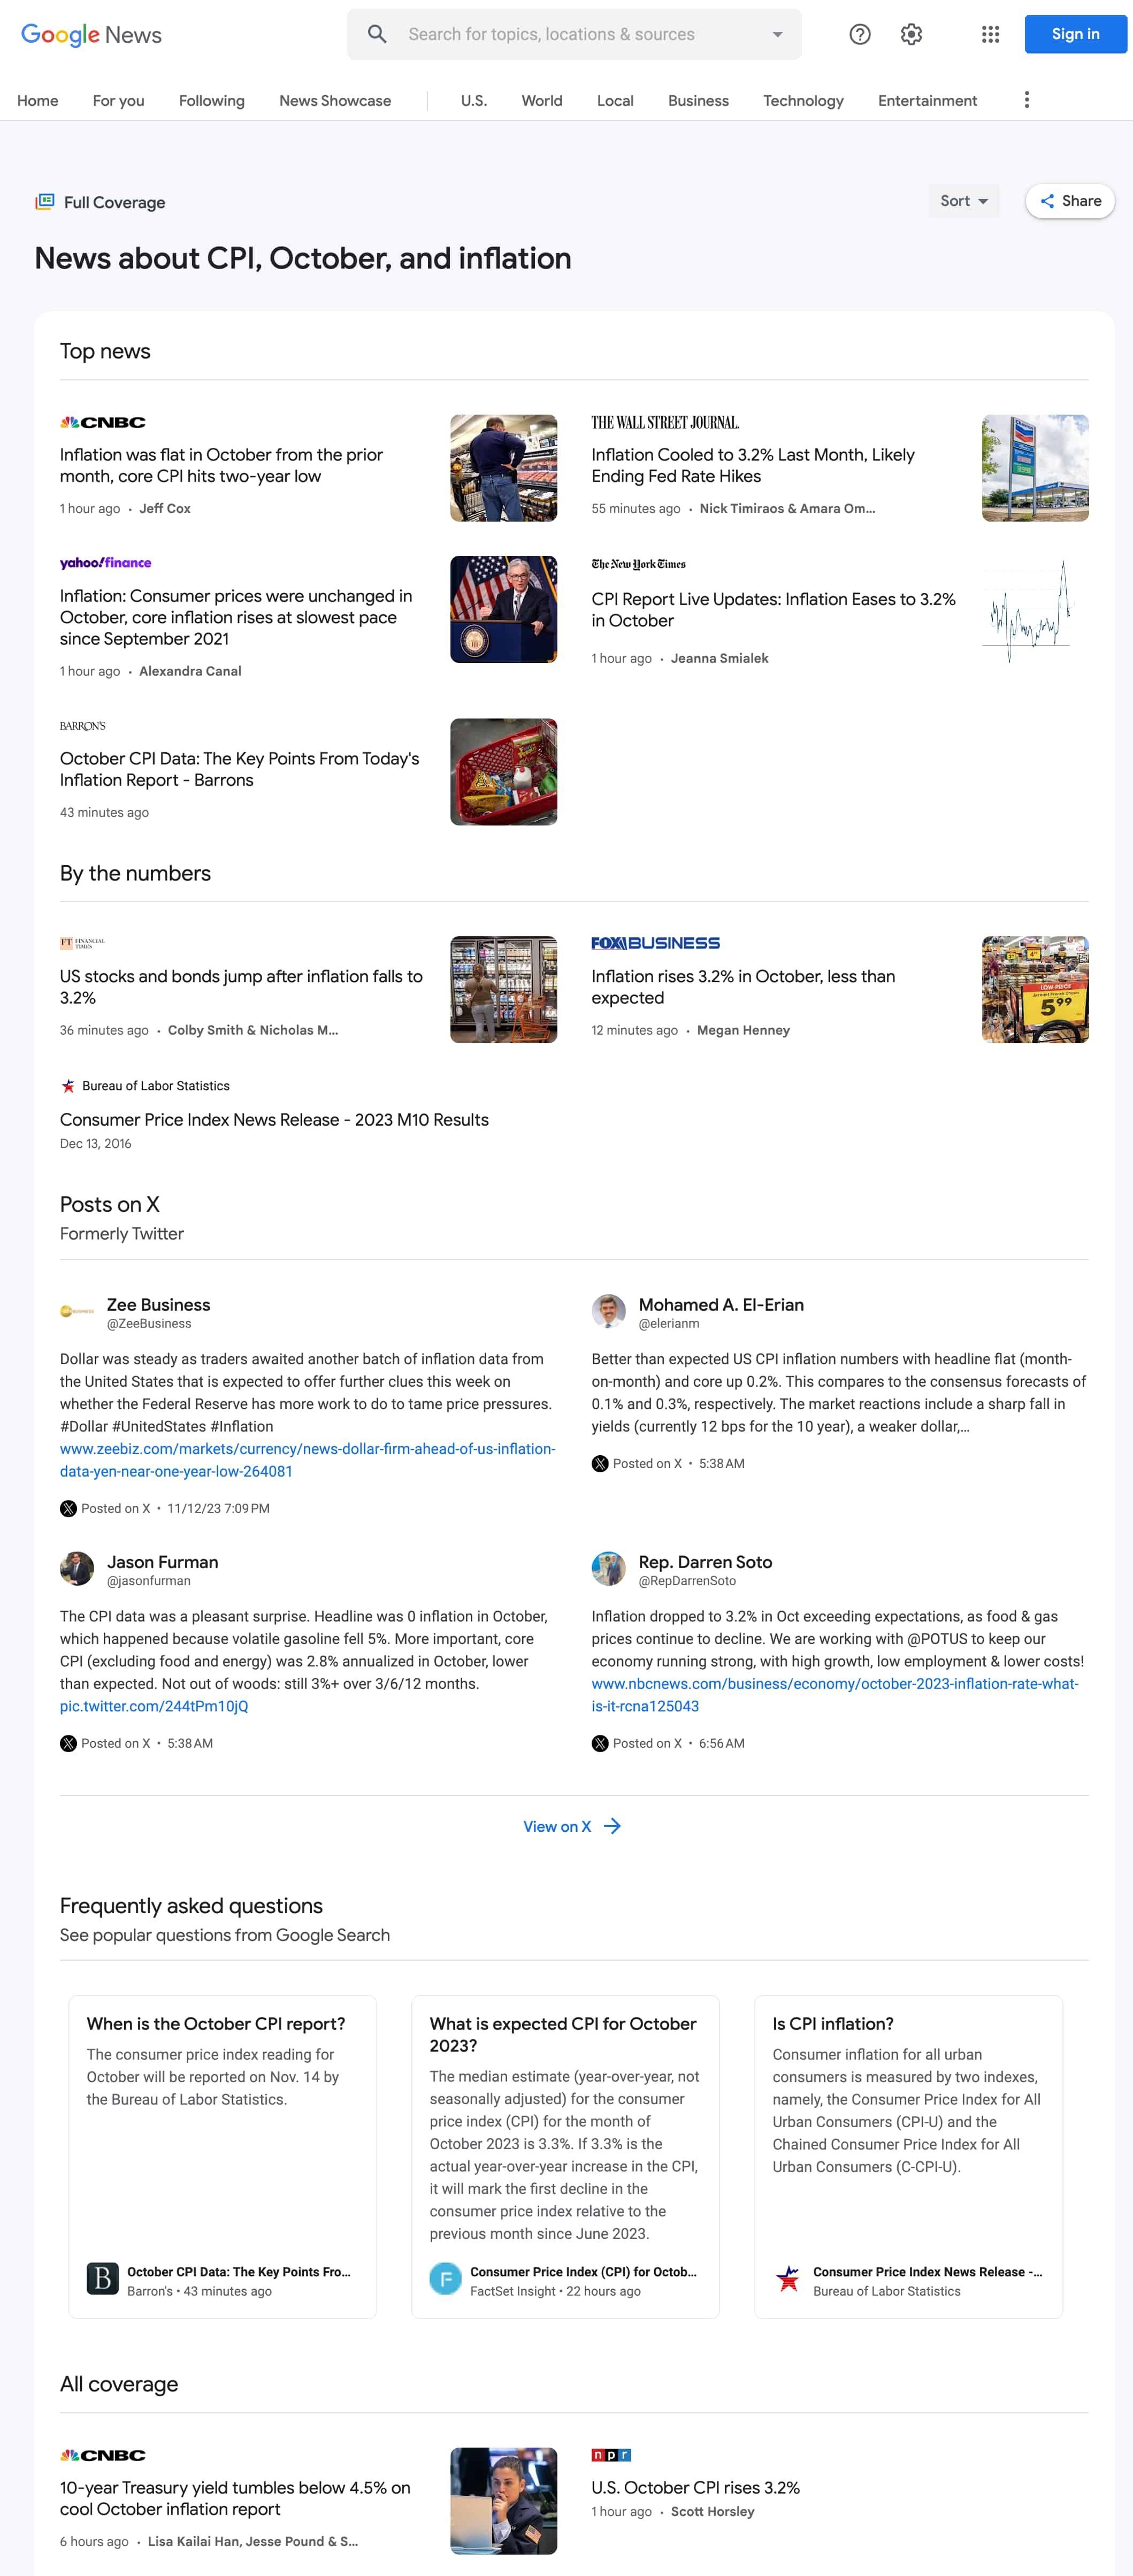 Google News
Search for topics, locations & sources
Sign in
Home For you Following News Showcase U.S. World Local Business Technology Entertainment
Full Coverage
Sort
Share
News about CPI, October, and inflation
Top news
CNBC
Inflation was flat in October from the prior
month, core CPI hits two-year low
1 hour ago • Jeff Cox
THE WALL STREET JOURNAL.
Inflation Cooled to 3.2% Last Month, Likely
Ending Fed Rate Hikes
55 minutes ago • Nick Timiraos & Amara Om...
yahoo!finance
Inflation: Consumer prices were unchanged in
October, core inflation rises at slowest pace
since September 2021
1 hour ago • Alexandra Canal
The New York Times
CPI Report Live Updates: Inflation Eases to 3.2%
in October
1 hour ago • Jeanna Smialek
BARRON'S
October CPI Data: The Key Points From Today's
Inflation Report - Barrons
43 minutes ago
By the numbers
FT FINANCIAL
TIMES
US stocks and bonds jump after inflation falls to
3.2%
36 minutes ago • Colby Smith & Nicholas M...
FOX BUSINESS
Inflation rises 3.2% in October, less than
expected
12 minutes ago • Megan Henney
LOW PRICE
5.99
Bureau of Labor Statistics
Consumer Price Index News Release - 2023 M10 Results
Dec 13, 2016
Posts on X
Formerly Twitter
Zee Business
@ZeeBusiness
Dollar was steady as traders awaited another batch of inflation data from
the United States that is expected to offer further clues this week on
whether the Federal Reserve has more work to do to tame price pressures.
#Dollar #UnitedStates #Inflation
www.zeebiz.com/markets/currency/news-dollar-firm-ahead-of-us-inflation-
data-yen-near-one-year-low-264081
Posted on X • 11/12/23 7:09 PM
Mohamed A. El-Erian
@elerianm
Better than expected US CPI inflation numbers with headline flat (month-
on-month) and core up 0.2%. This compares to the consensus forecasts of
0.1% and 0.3%, respectively. The market reactions include a sharp fall in
yields (currently 12 bps for the 10 year), a weaker dollar,...
Posted on X • 5:38 AM
Jason Furman
@jasonfurman
The CPI data was a pleasant surprise. Headline was 0 inflation in October,
which happened because volatile gasoline fell 5%. More important, core
CPI (excluding food and energy) was 2.8% annualized in October, lower
than expected. Not out of woods: still 3%+ over 3/6/12 months.
pic.twitter.com/244tPm10jQ
Posted on X • 5:38 AM
Rep. Darren Soto
@RepDarrenSoto
Inflation dropped to 3.2% in Oct exceeding expectations, as food & gas
prices continue to decline. We are working with @POTUS to keep our
economy running strong, with high growth, low employment & lower costs!
www.nbcnews.com/business/economy/october-2023-inflation-rate-what-
is-it-rcna125043
Posted on X • 6:56 AM
View on X
Frequently asked questions
See popular questions from Google Search
When is the October CPI report?
The consumer price index reading for
October will be reported on Nov. 14 by
the Bureau of Labor Statistics.
B
October CPI Data: The Key Points Fro...
Barron's • 43 minutes ago
What is expected CPI for October
2023?
The median estimate (year-over-year, not
seasonally adjusted) for the consumer
price index (CPI) for the month of
October 2023 is 3.3%. If 3.3% is the
actual year-over-year increase in the CPI,
it will mark the first decline in the
consumer price index relative to the
previous month since June 2023.
F
Consumer Price Index (CPI) for Octob...
FactSet Insight • 22 hours ago
Is CPI inflation?
Consumer inflation for all urban
consumers is measured by two indexes,
namely, the Consumer Price Index for All
Urban Consumers (CPI-U) and the
Chained Consumer Price Index for All
Urban Consumers (C-CPI-U).
Consumer Price Index News Release -...
Bureau of Labor Statistics
All coverage
CNBC
10-year Treasury yield tumbles below 4.5% on
cool October inflation report
6 hours ago • Lisa Kailai Han, Jesse Pound & S...
npr
U.S. October CPI rises 3.2%
1 hour ago • Scott Horsley